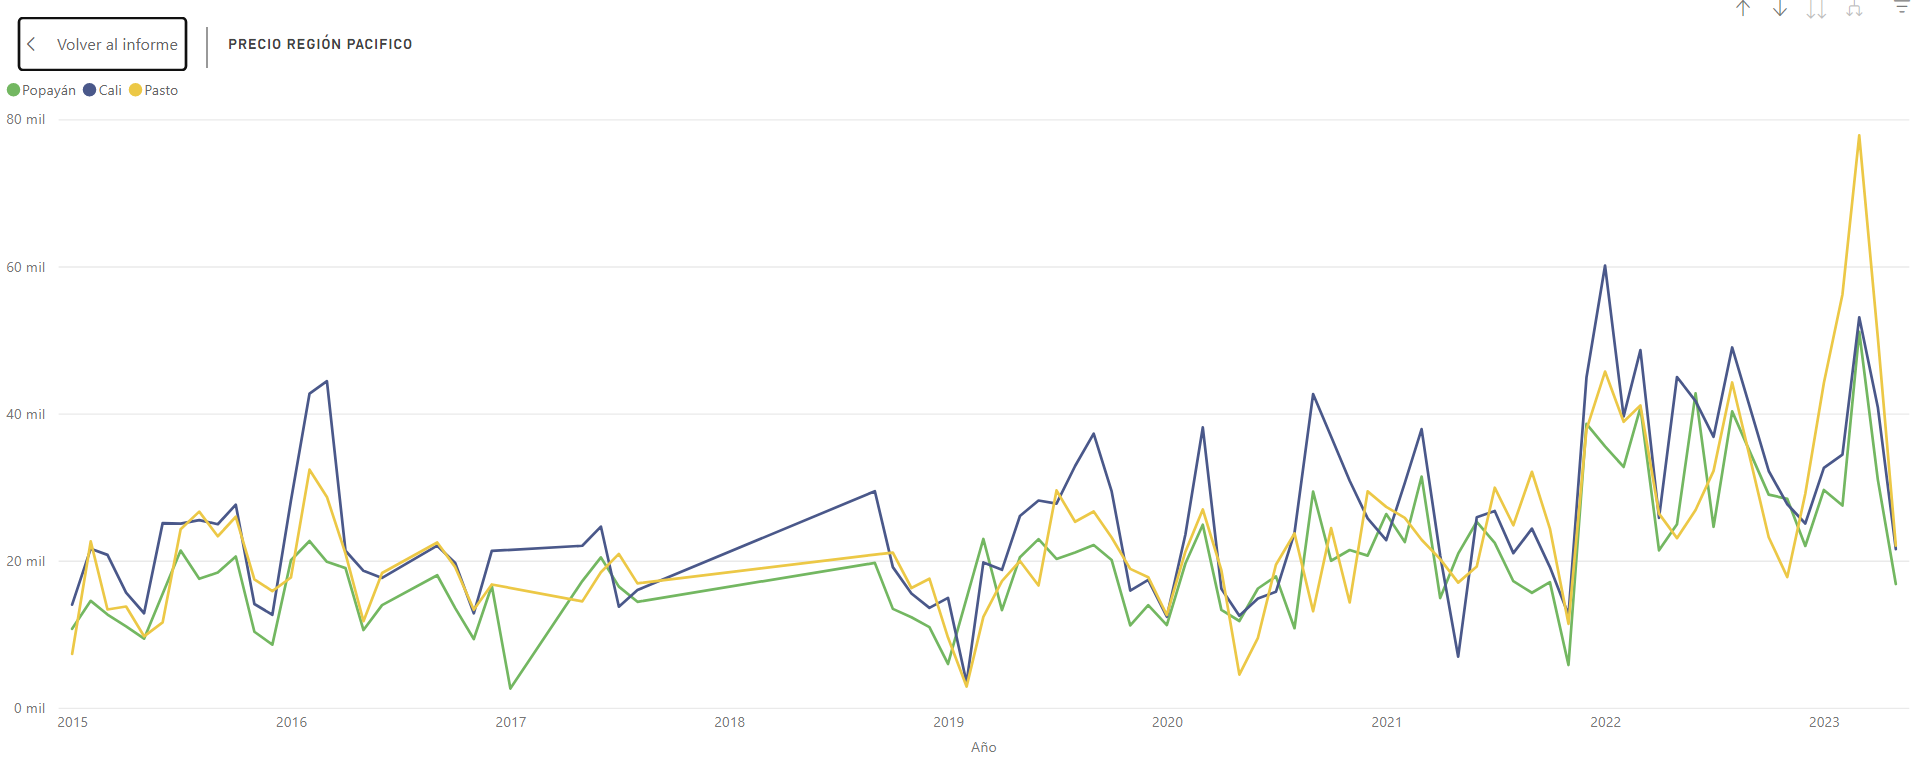 Volver al informe
PRECIO REGIÓN PACIFICO
Popayán Cali Pasto
80 mil
60 mil
40 mil
20 mil
0 mil
2015 2016 2017 2018 2019 2020 2021 2022 2023
Año